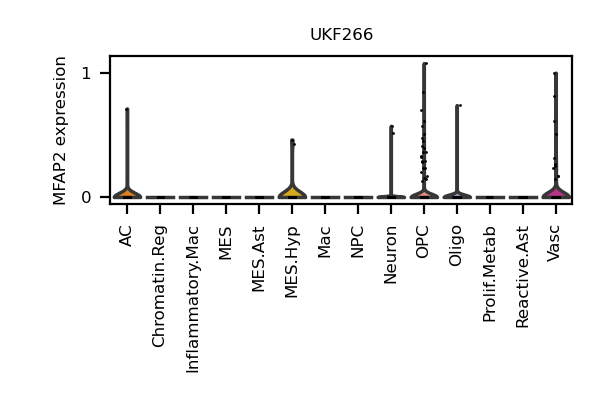 UKF266
MFAP2 expression
1
0
AC
Chromatin.Reg
Inflammatory.Mac
MES
MES.Ast
MES.Hyp
Mac
NPC
Neuron
OPC
Oligo
Prolif.Metab
Reactive.Ast
Vasc